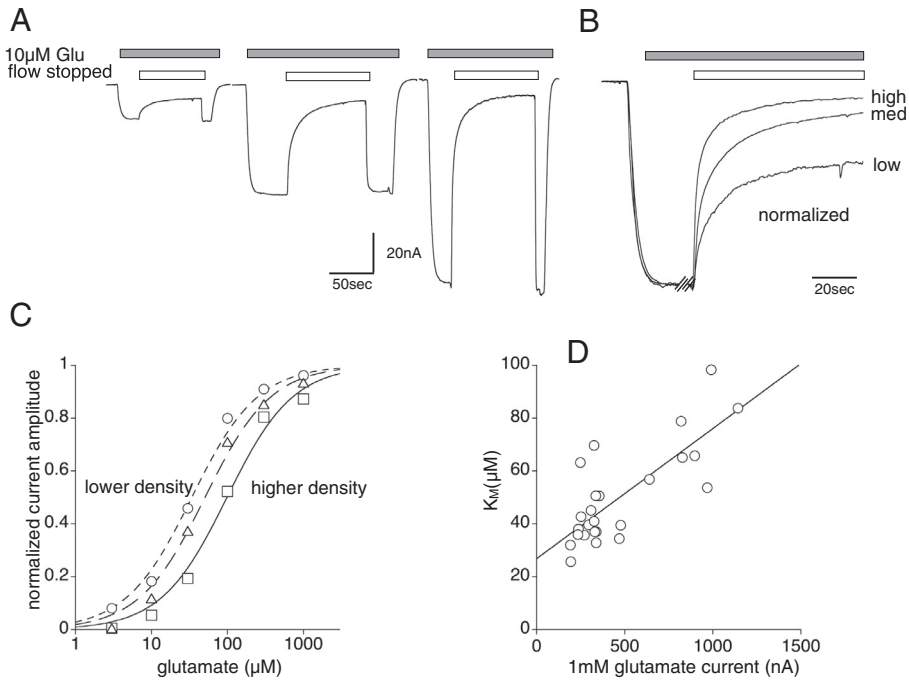 A
B
10µM Glu
flow stopped
high
med
low
normalized
20nA
50sec
20sec
C
D
normalized current amplitude
1
0.8
0.6
0.4
0.2
0
lower density
higher density
1
10
100
1000
glutamate (µM)
K_M(µM)
100
80
60
40
20
0
0
500
1000
1500
1mM glutamate current (nA)